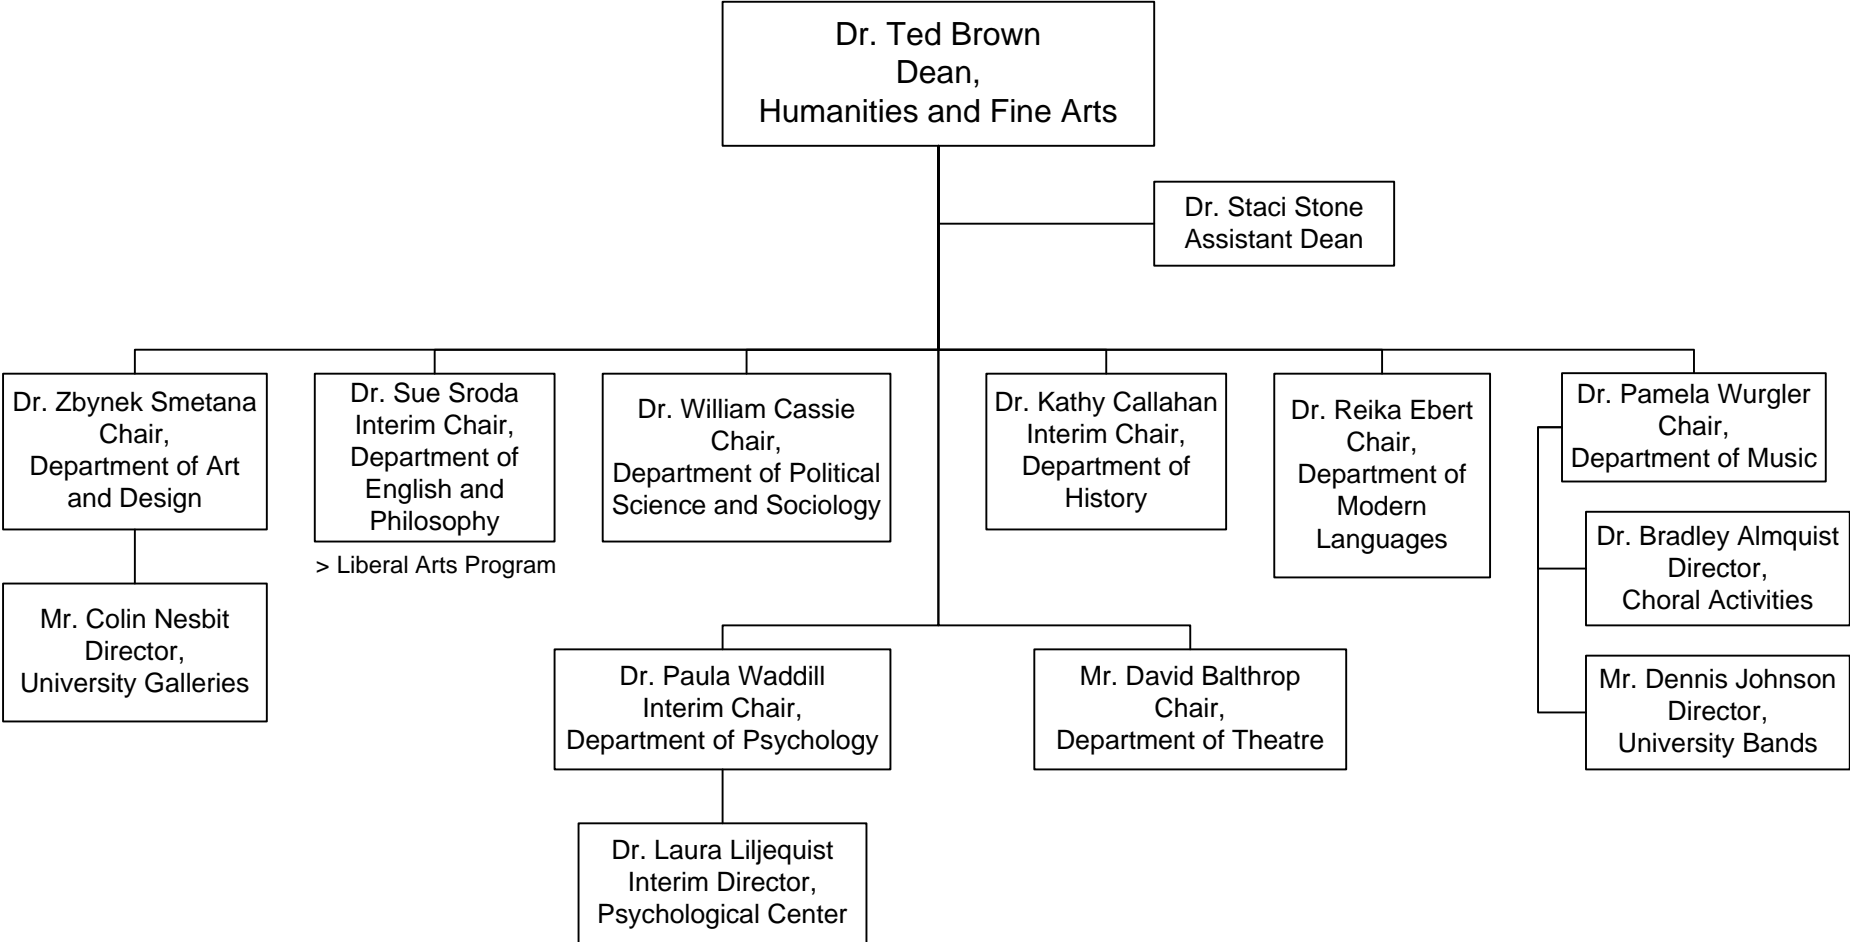 Dr. Ted Brown
Dean,
Humanities and Fine Arts
Dr. Staci Stone
Assistant Dean
Dr. Zbynek Smetana
Chair,
Department of Art
and Design
Dr. Sue Sroda
Interim Chair,
Department of
English and
Philosophy
> Liberal Arts Program
Dr. William Cassie
Chair,
Department of Political
Science and Sociology
Dr. Kathy Callahan
Interim Chair,
Department of
History
Dr. Reika Ebert
Chair,
Department of
Modern
Languages
Dr. Pamela Wurgler
Chair,
Department of Music
Mr. Colin Nesbit
Director,
University Galleries
Dr. Bradley Almquist
Director,
Choral Activities
Mr. Dennis Johnson
Director,
University Bands
Dr. Paula Waddill
Interim Chair,
Department of Psychology
Mr. David Balthrop
Chair,
Department of Theatre
Dr. Laura Liljequist
Interim Director,
Psychological Center